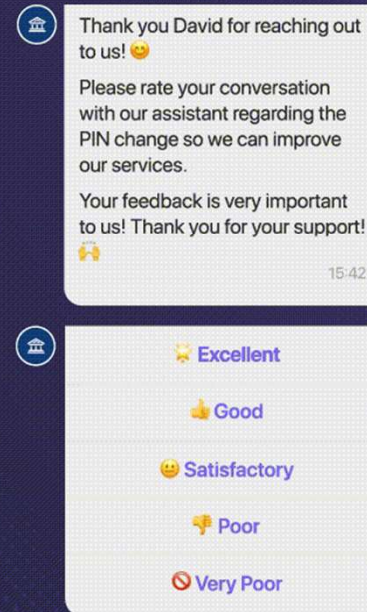 Thank you David for reaching out
to us! 😊
Please rate your conversation
with our assistant regarding the
PIN change so we can improve
our services.
Your feedback is very important
to us! Thank you for your support!
🙌
15:42
🌟 Excellent
👍 Good
😐 Satisfactory
👎 Poor
🚫 Very Poor